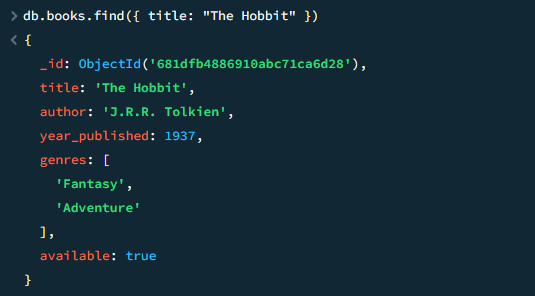 > db.books.find({ title: "The Hobbit" })
< {
_id: ObjectId('681dfb4886910abc71ca6d28'),
title: 'The Hobbit',
author: 'J.R.R. Tolkien',
year_published: 1937,
genres: [
'Fantasy',
'Adventure'
],
available: true
}